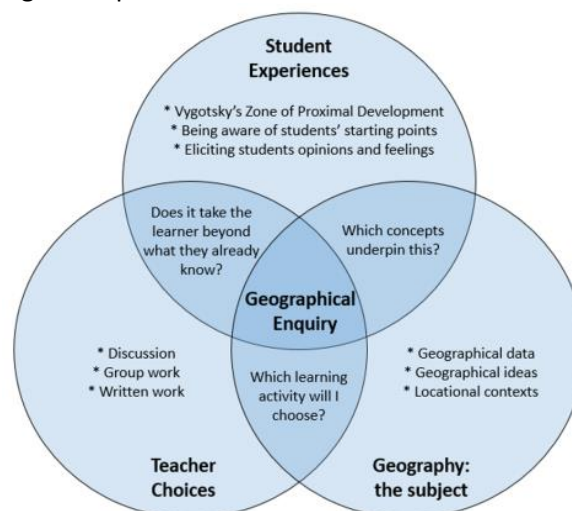 Student
Experiences
* Vygotsky's Zone of Proximal Development
* Being aware of students' starting points
* Eliciting students opinions and feelings
Does it take the
learner beyond
what they already
know?
Which concepts
underpin this?
Geographical
Enquiry
* Discussion
* Group work
* Written work
Which learning
activity will I
choose?
* Geographical data
* Geographical ideas
* Locational contexts
Teacher
Choices
Geography:
the subject